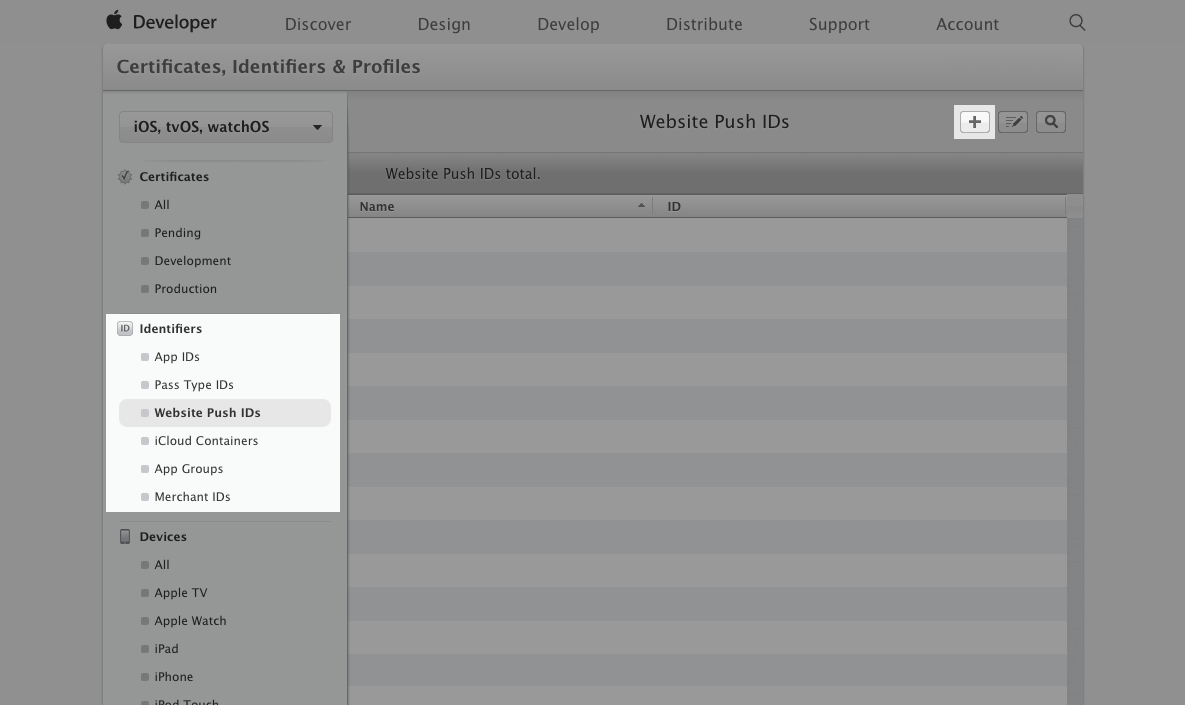 Developer
Discover Design Develop Distribute Support Account
Certificates, Identifiers & Profiles
iOS, tvOS, watchOS
Website Push IDs
Website Push IDs total.
Name ID
Certificates
All
Pending
Development
Production
ID Identifiers
App IDs
Pass Type IDs
Website Push IDs
iCloud Containers
App Groups
Merchant IDs
Devices
All
Apple TV
Apple Watch
iPad
iPhone
iPod Touch